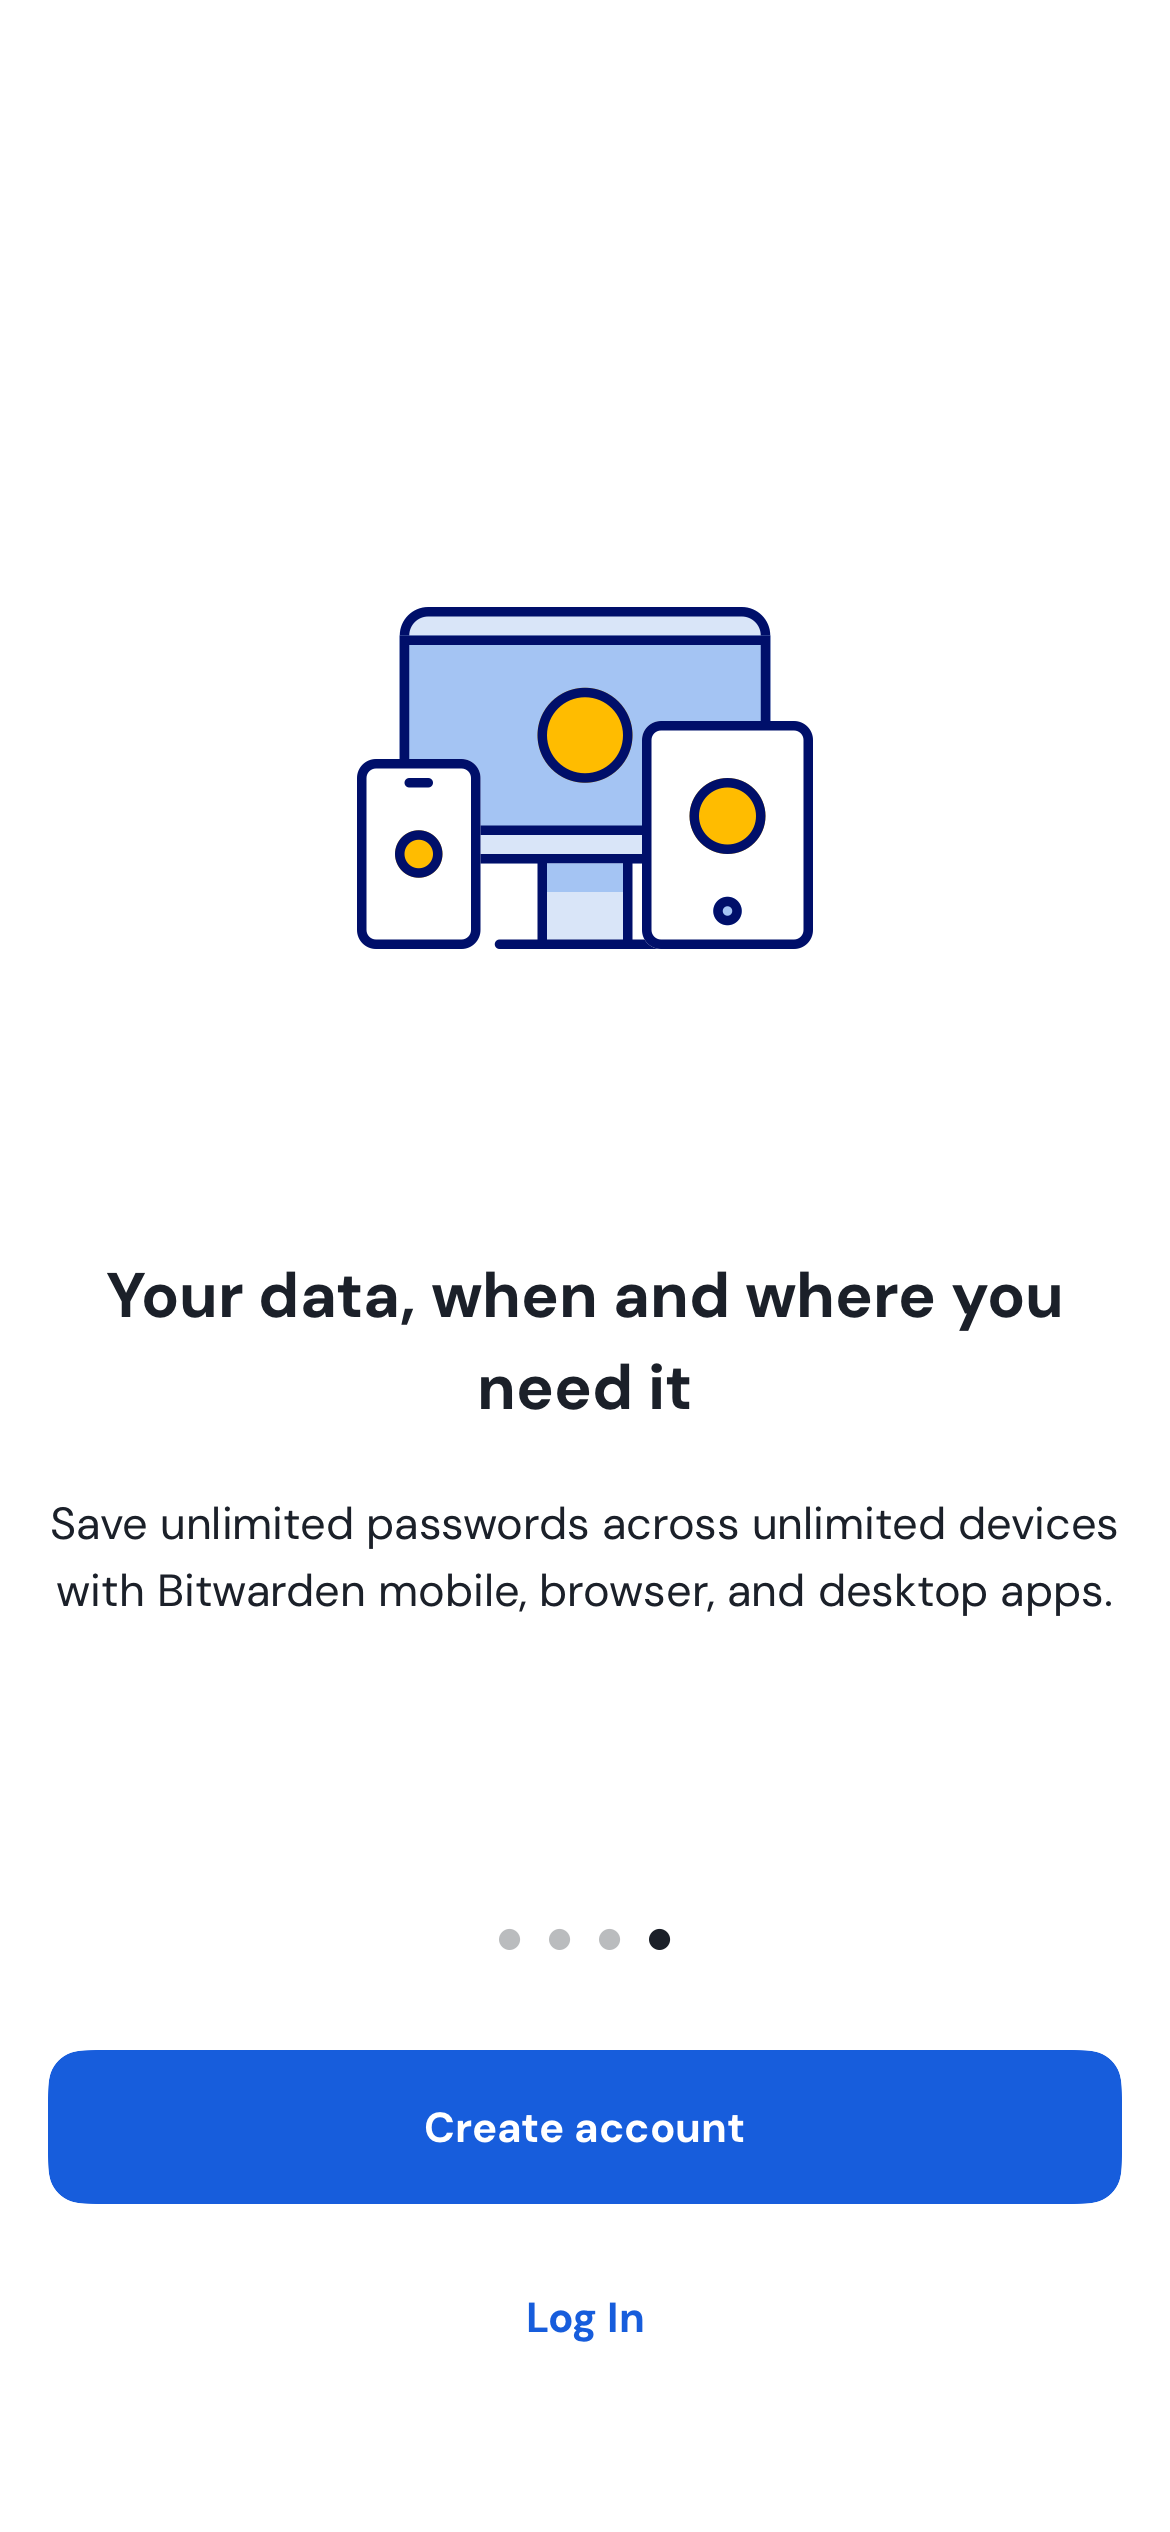 Your data, when and where you
need it
Save unlimited passwords across unlimited devices
with Bitwarden mobile, browser, and desktop apps.
Create account
Log In